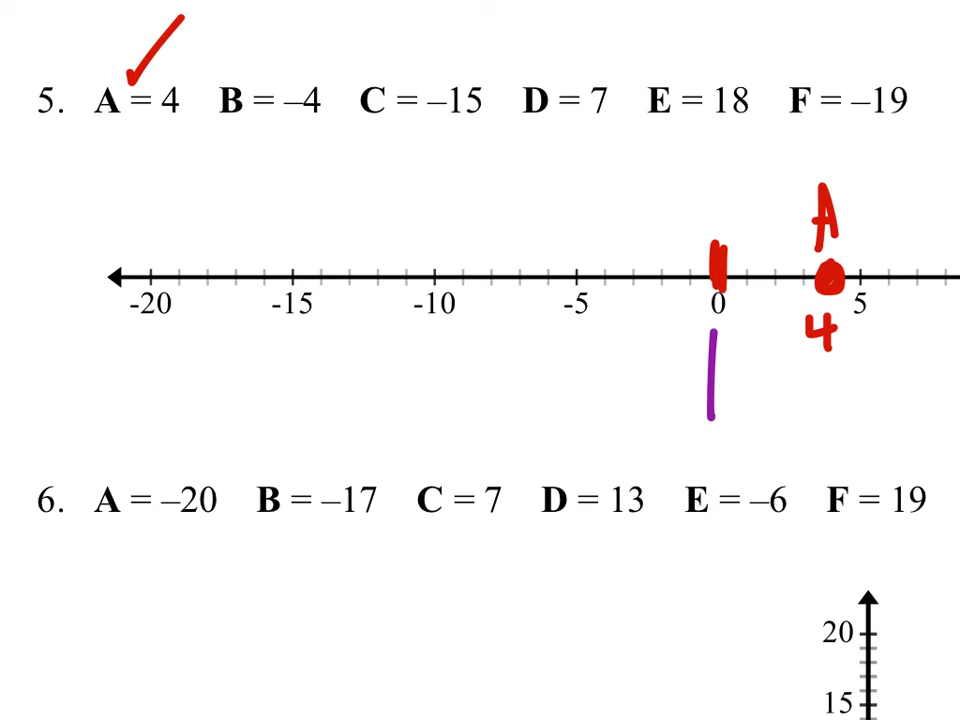 5. A = 4 B = –4 C = –15 D = 7 E = 18 F = –19
A
-20 -15 -10 -5 0 5
4
6. A = –20 B = –17 C = 7 D = 13 E = –6 F = 19
20
15